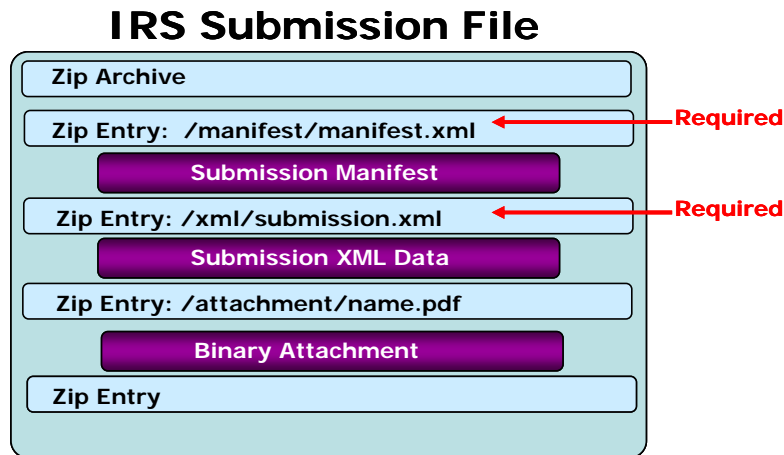 IRS Submission File
Zip Archive
Zip Entry: /manifest/manifest.xml
Required
Submission Manifest
Zip Entry: /xml/submission.xml
Required
Submission XML Data
Zip Entry: /attachment/name.pdf
Binary Attachment
Zip Entry